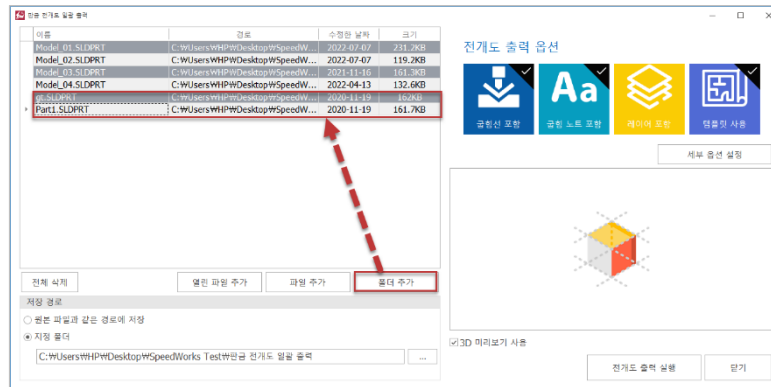 판금 전개도 일괄 출력
이름 경로 수정한 날짜 크기
Model_01.SLDPRT C:₩Users₩HP₩Desktop₩SpeedW... 2022-07-07 231.2KB
Model_02.SLDPRT C:₩Users₩HP₩Desktop₩SpeedW... 2022-07-07 119.2KB
Model_03.SLDPRT C:₩Users₩HP₩Desktop₩SpeedW... 2021-11-16 161.3KB
Model_04.SLDPRT C:₩Users₩HP₩Desktop₩SpeedW... 2022-04-13 132.6KB
C:₩Users₩HP₩Desktop₩SpeedW... 2020-11-19 162KB
Part1.SLDPRT C:₩Users₩HP₩Desktop₩SpeedW... 2020-11-19 161.7KB
전체 삭제 열린 파일 추가 파일 추가 폴더 추가
저장 경로
원본 파일과 같은 경로에 저장
지정 폴더
C:₩Users₩HP₩Desktop₩SpeedWorks Test₩판금 전개도 일괄 출력 ...
전개도 출력 옵션
Aa
굽힘선 포함 굽힘 노트 포함 레이어 포함 템플릿 사용
세부 옵션 설정
3D 미리보기 사용
전개도 출력 실행 닫기